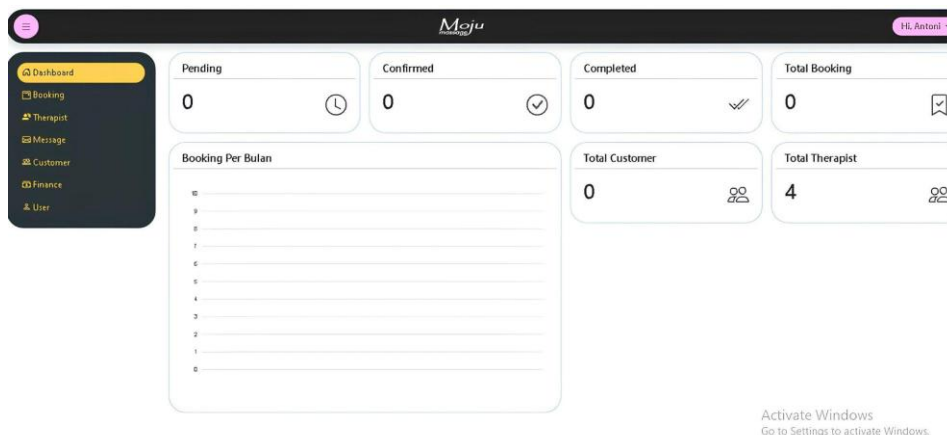 Moju
massage
Hi, Antoni
Dashboard
Booking
Therapist
Message
Customer
Finance
User
Pending
0
Confirmed
0
Completed
0
Total Booking
0
Booking Per Bulan
10
9
8
7
6
5
4
3
2
1
0
Total Customer
0
Total Therapist
4
Activate Windows
Go to Settings to activate Windows.